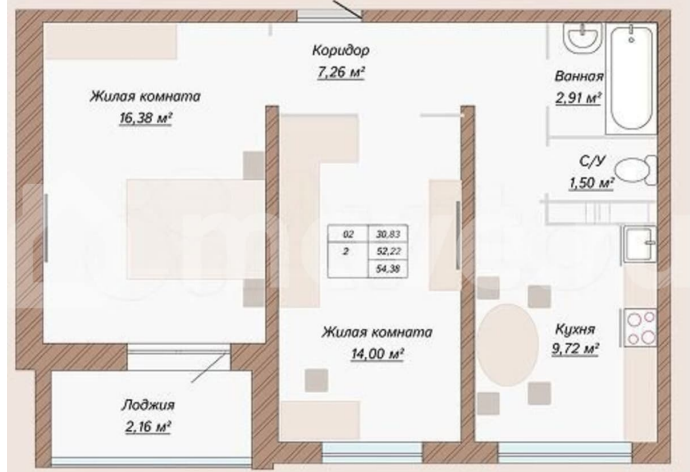 Коридор
7,26 м²
Ванная
2,91 м²
Жилая комната
16,38 м²
С/У
1,50 м²
02 30,83
2 52,22
54,38
Жилая комната
14,00 м²
Кухня
9,72 м²
Лоджия
2,16 м²